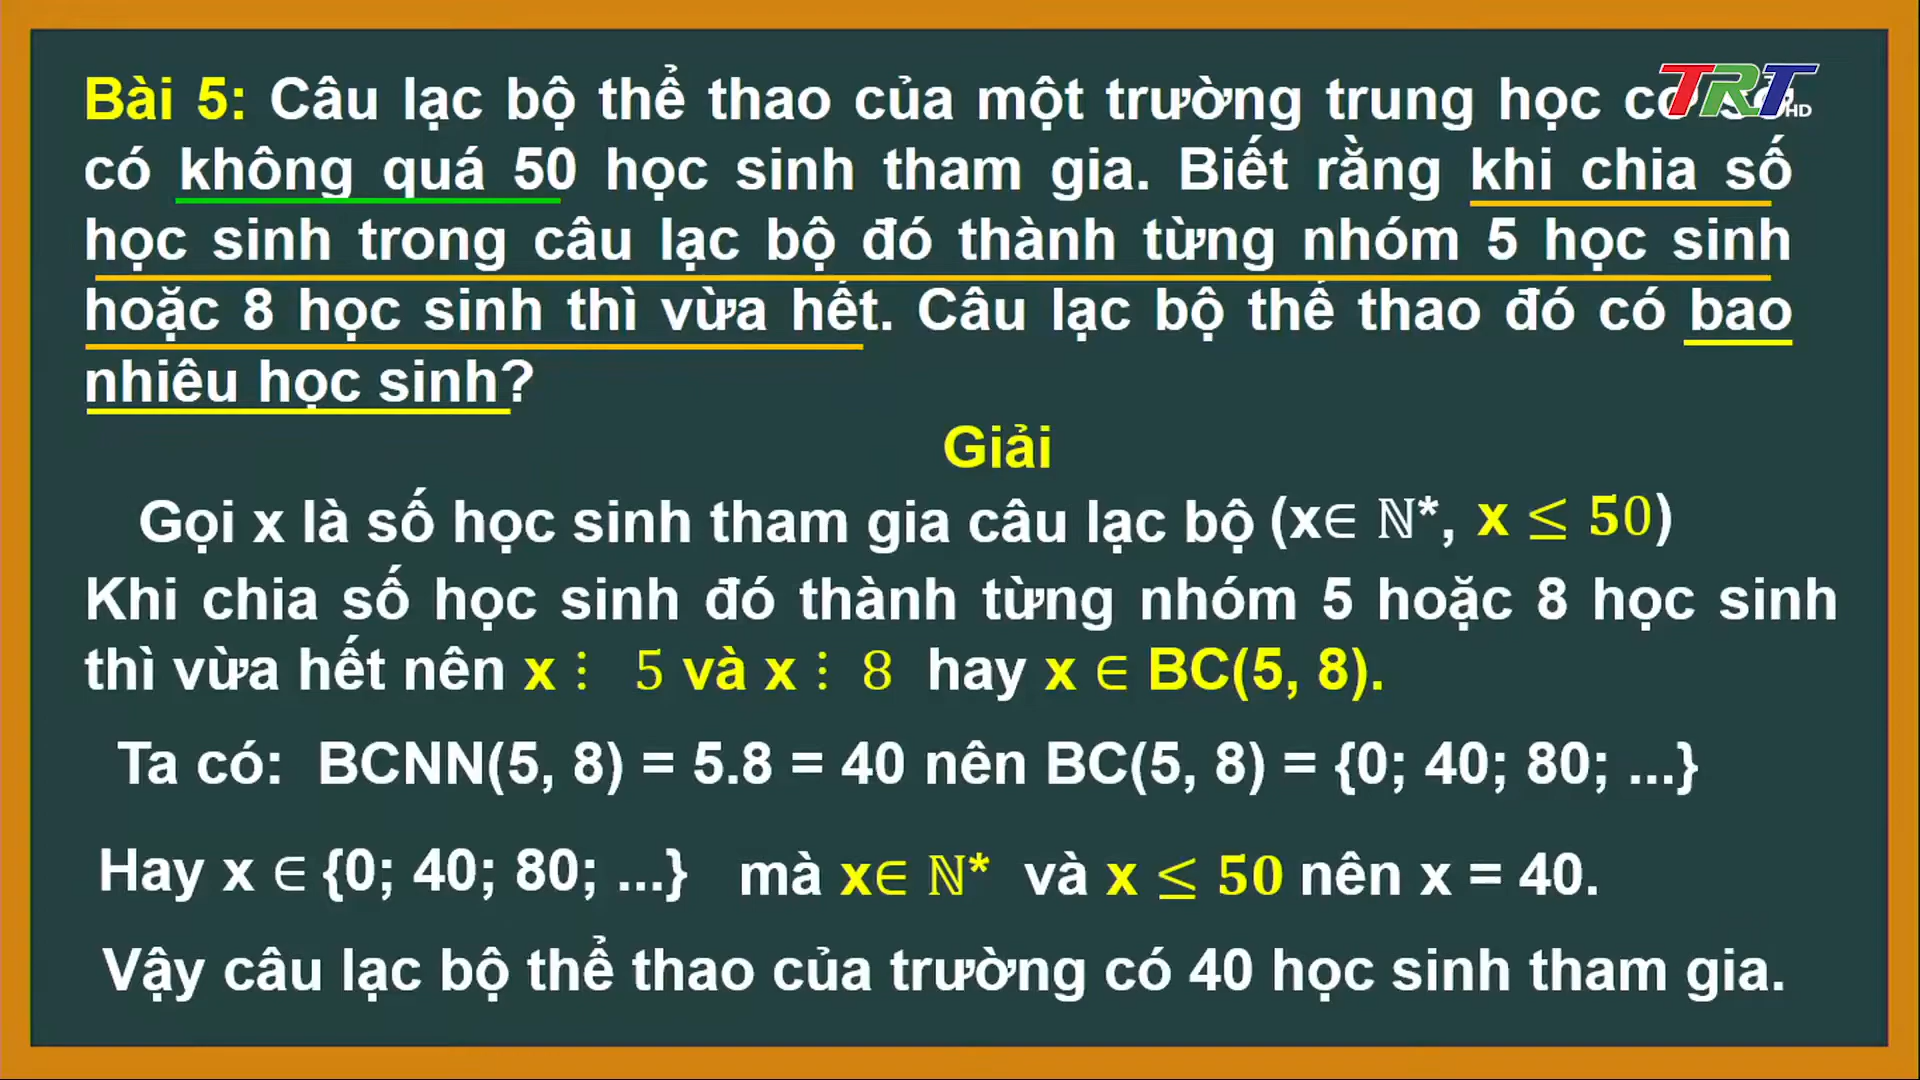 Bài 5: Câu lạc bộ thể thao của một trường trung học cơ sở
TRT HD
có không quá 50 học sinh tham gia. Biết rằng khi chia số
học sinh trong câu lạc bộ đó thành từng nhóm 5 học sinh
hoặc 8 học sinh thì vừa hết. Câu lạc bộ thể thao đó có bao
nhiêu học sinh?
Giải
Gọi x là số học sinh tham gia câu lạc bộ (x∈ ℕ*, x ≤ 50)
Khi chia số học sinh đó thành từng nhóm 5 hoặc 8 học sinh
thì vừa hết nên x ⋮ 5 và x ⋮ 8 hay x ∈ BC(5, 8).
Ta có: BCNN(5, 8) = 5.8 = 40 nên BC(5, 8) = {0; 40; 80; ...}
Hay x ∈ {0; 40; 80; ...} mà x∈ ℕ* và x ≤ 50 nên x = 40.
Vậy câu lạc bộ thể thao của trường có 40 học sinh tham gia.